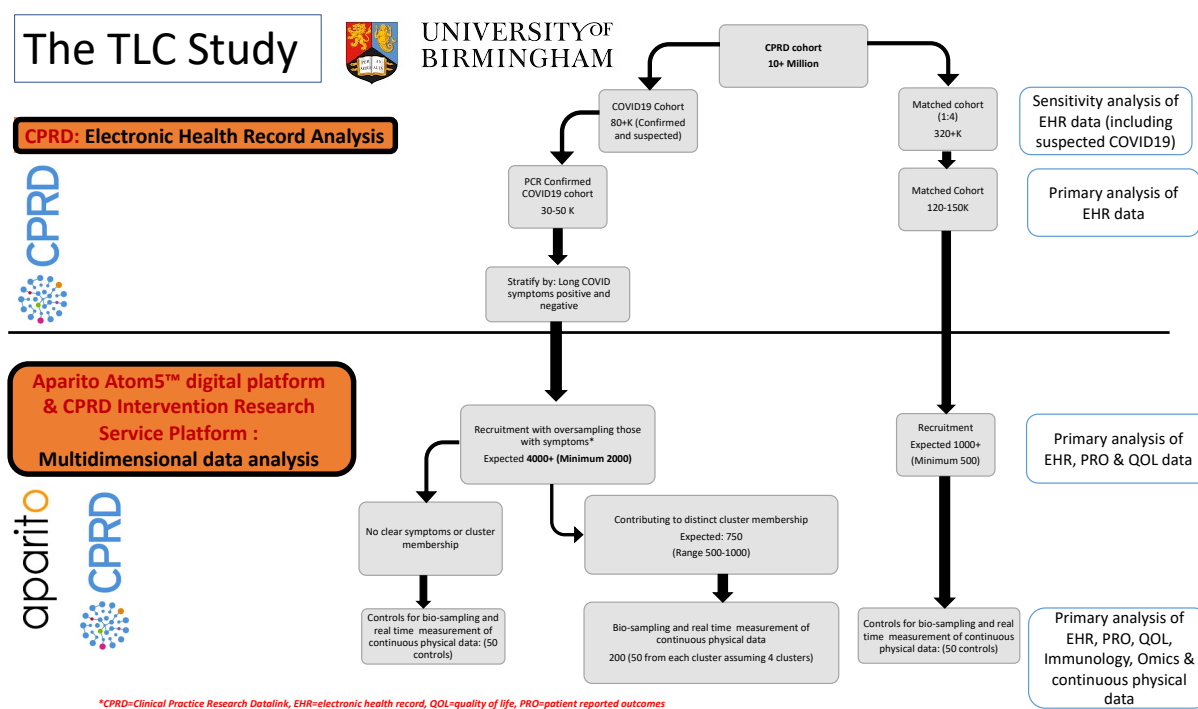 The TLC Study
UNIVERSITY OF
BIRMINGHAM
CPRD cohort
10+ Million
CPRD: Electronic Health Record Analysis
CPRD
COVID19 Cohort
80+K (Confirmed
and suspected)
Matched cohort
(1:4)
320+K
Sensitivity analysis of
EHR data (including
suspected COVID19)
PCR Confirmed
COVID19 cohort
30-50 K
Matched Cohort
120-150K
Primary analysis of
EHR data
Stratify by: Long COVID
symptoms positive and
negative
Aparito Atom5™ digital platform
& CPRD Intervention Research
Service Platform :
Multidimensional data analysis
aparito
CPRD
Recruitment with oversampling those
with symptoms*
Expected 4000+ (Minimum 2000)
Recruitment
Expected 1000+
(Minimum 500)
Primary analysis of
EHR, PRO & QOL data
No clear symptoms or cluster
membership
Contributing to distinct cluster membership
Expected: 750
(Range 500-1000)
Controls for bio-sampling and
real time measurement of
continuous physical data: (50
controls)
Bio-sampling and real time measurement of
continuous physical data
200 (50 from each cluster assuming 4 clusters)
Controls for bio-sampling and real
time measurement of continuous
physical data: (50 controls)
Primary analysis of
EHR, PRO, QOL,
Immunology, Omics &
continuous physical
data
*CPRD=Clinical Practice Research Datalink, EHR=electronic health record, QOL=quality of life, PRO=patient reported outcomes